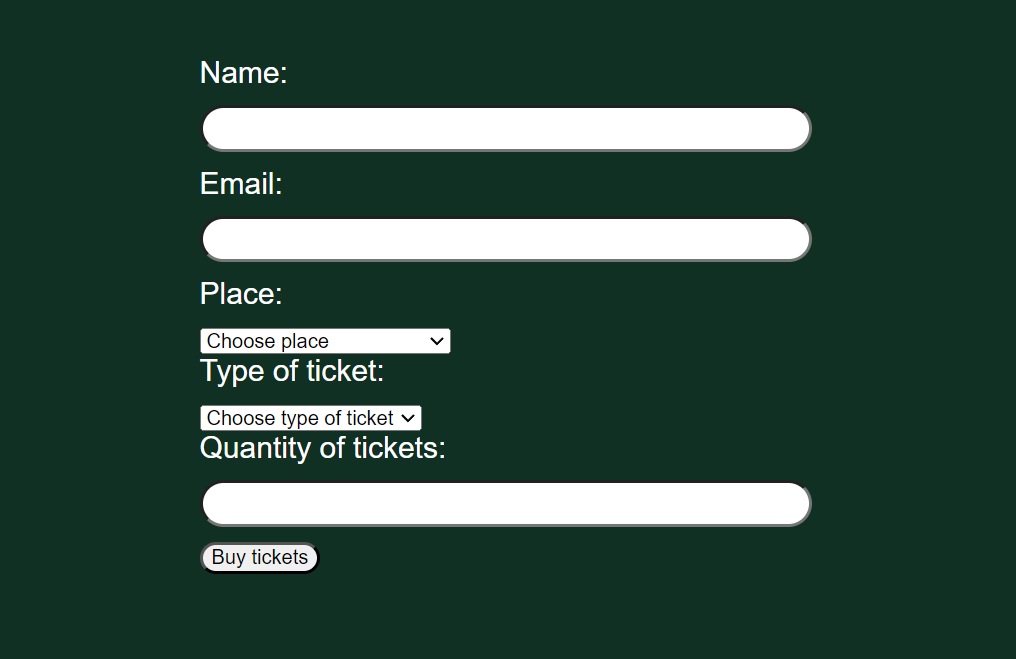 Name:
Email:
Place:
Choose place
Type of ticket:
Choose type of ticket
Quantity of tickets:
Buy tickets